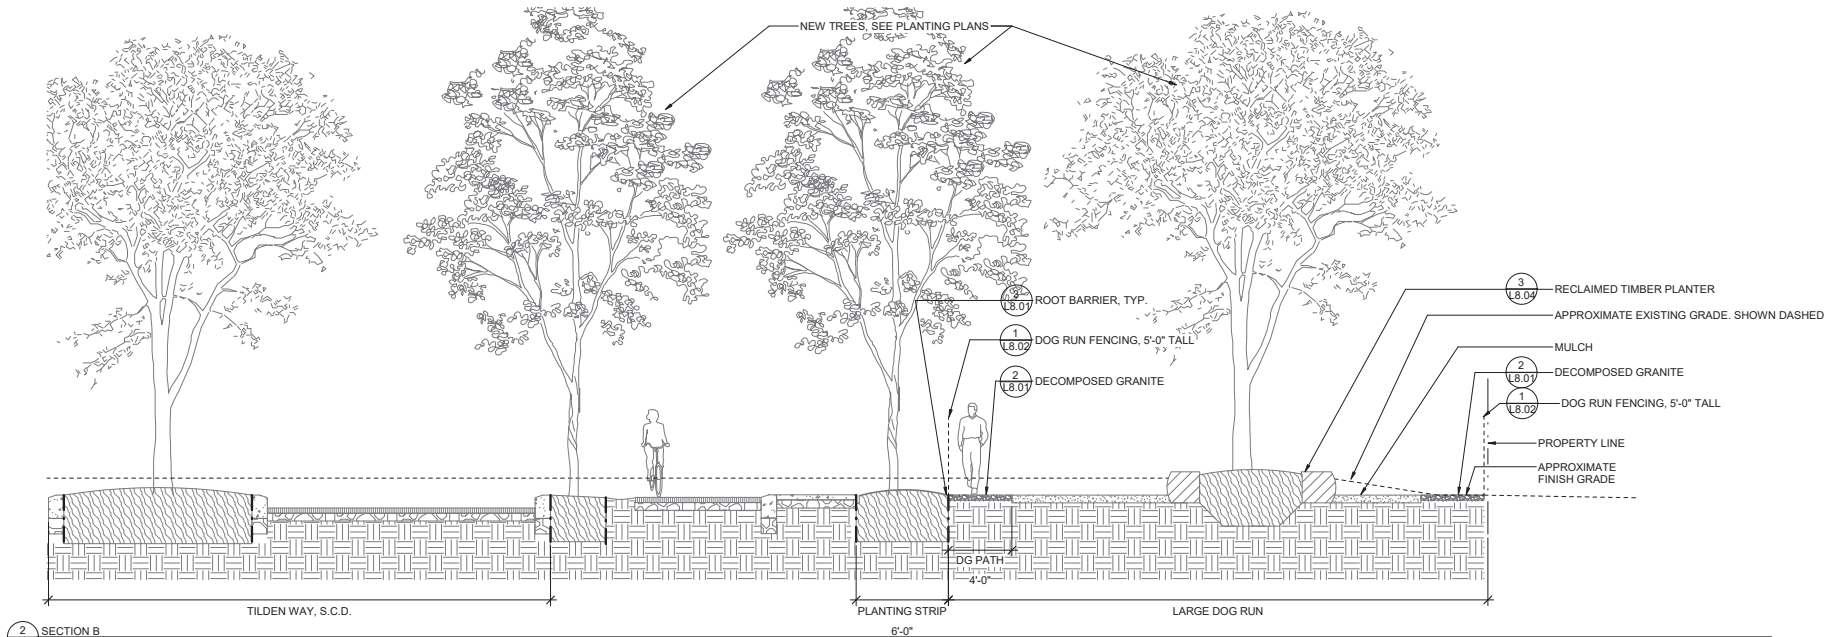 NEW TREES, SEE PLANTING PLANS
L8.01
ROOT BARRIER, TYP.
1
L8.02
DOG RUN FENCING, 5'-0" TALL
2
L8.01
DECOMPOSED GRANITE
3
L8.04
RECLAIMED TIMBER PLANTER
APPROXIMATE EXISTING GRADE. SHOWN DASHED
MULCH
2
L8.01
DECOMPOSED GRANITE
1
L8.02
DOG RUN FENCING, 5'-0" TALL
PROPERTY LINE
APPROXIMATE
FINISH GRADE
DG PATH
4'-0"
TILDEN WAY, S.C.D.
PLANTING STRIP
6'-0"
LARGE DOG RUN
2
SECTION B